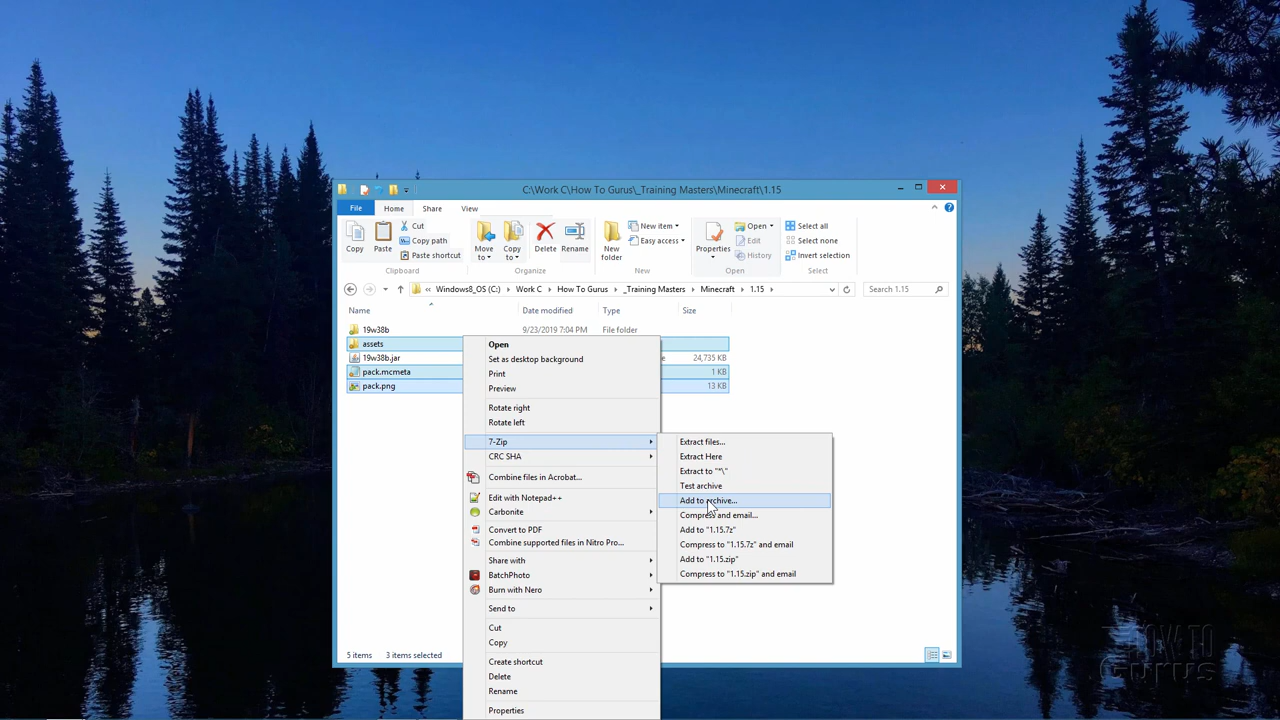 C:\Work C\How To Gurus\_Training Masters\Minecraft\1.15
File Home Share View
Copy
Paste
Cut
Copy path
Paste shortcut
Clipboard
Move to
Copy to
Delete
Rename
Organize
New folder
New item
Easy access
New
Properties
Open
Edit
History
Open
Select all
Select none
Invert selection
Select
« Windows8_OS (C:) Work C How To Gurus _Training Masters Minecraft 1.15
Search 1.15
Name Date modified Type Size
19w38b 9/23/2019 7:04 PM File folder
assets
19w38b.jar 24,735 KB
pack.mcmeta 1 KB
pack.png 13 KB
Open
Set as desktop background
Print
Preview
Rotate right
Rotate left
7-Zip
CRC SHA
Combine files in Acrobat...
Edit with Notepad++
Carbonite
Convert to PDF
Combine supported files in Nitro Pro...
Share with
BatchPhoto
Burn with Nero
Send to
Cut
Copy
Create shortcut
Delete
Rename
Properties
Extract files...
Extract Here
Extract to "*\"
Test archive
Add to archive...
Compress and email...
Add to "1.15.7z"
Compress to "1.15.7z" and email
Add to "1.15.zip"
Compress to "1.15.zip" and email
5 items 3 items selected
HOW TO
GURUS